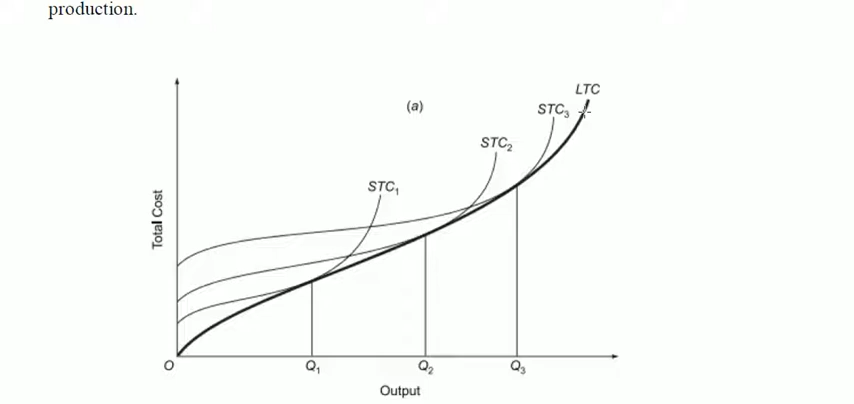 production.
LTC
(a)
STC₃
STC₂
STC₁
Total Cost
O
Q₁
Q₂
Q₃
Output